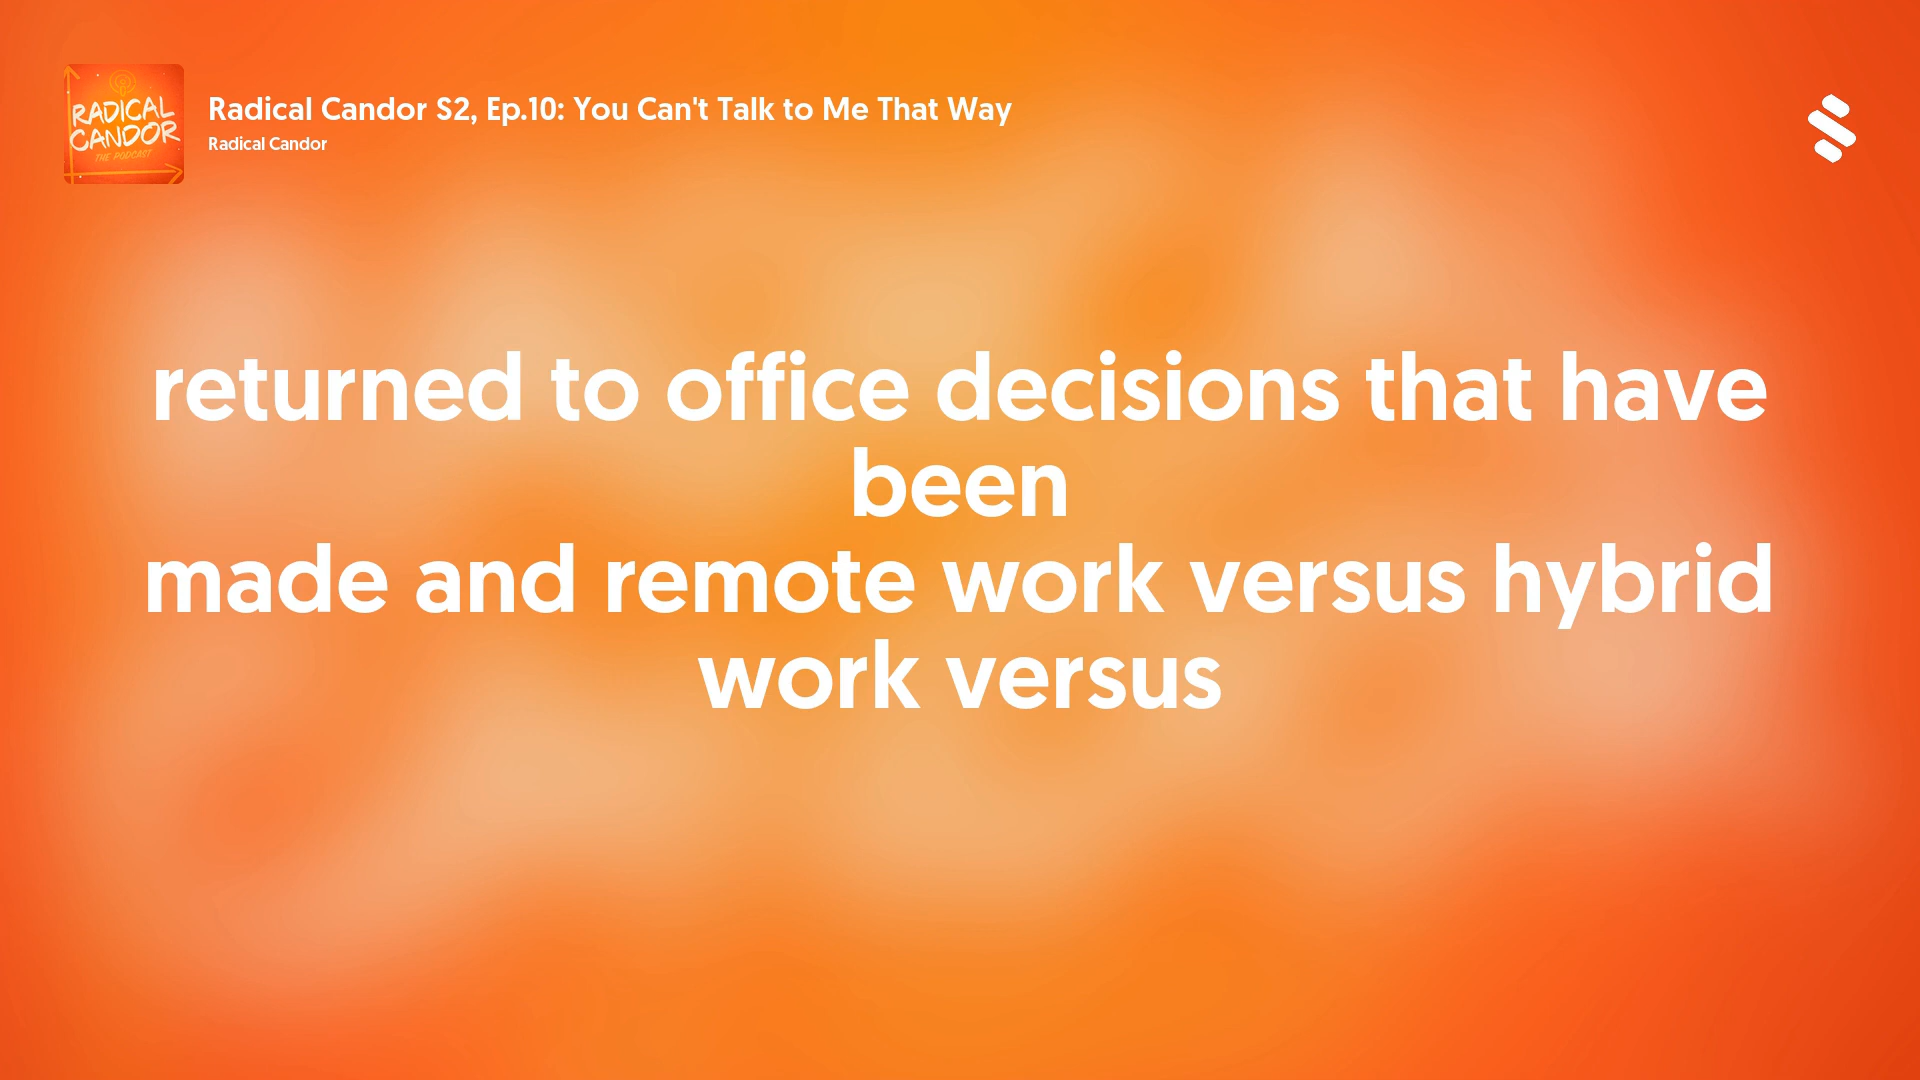 RADICAL
CANDOR
THE PODCAST
Radical Candor S2, Ep.10: You Can't Talk to Me That Way
Radical Candor
returned to office decisions that have
been
made and remote work versus hybrid
work versus